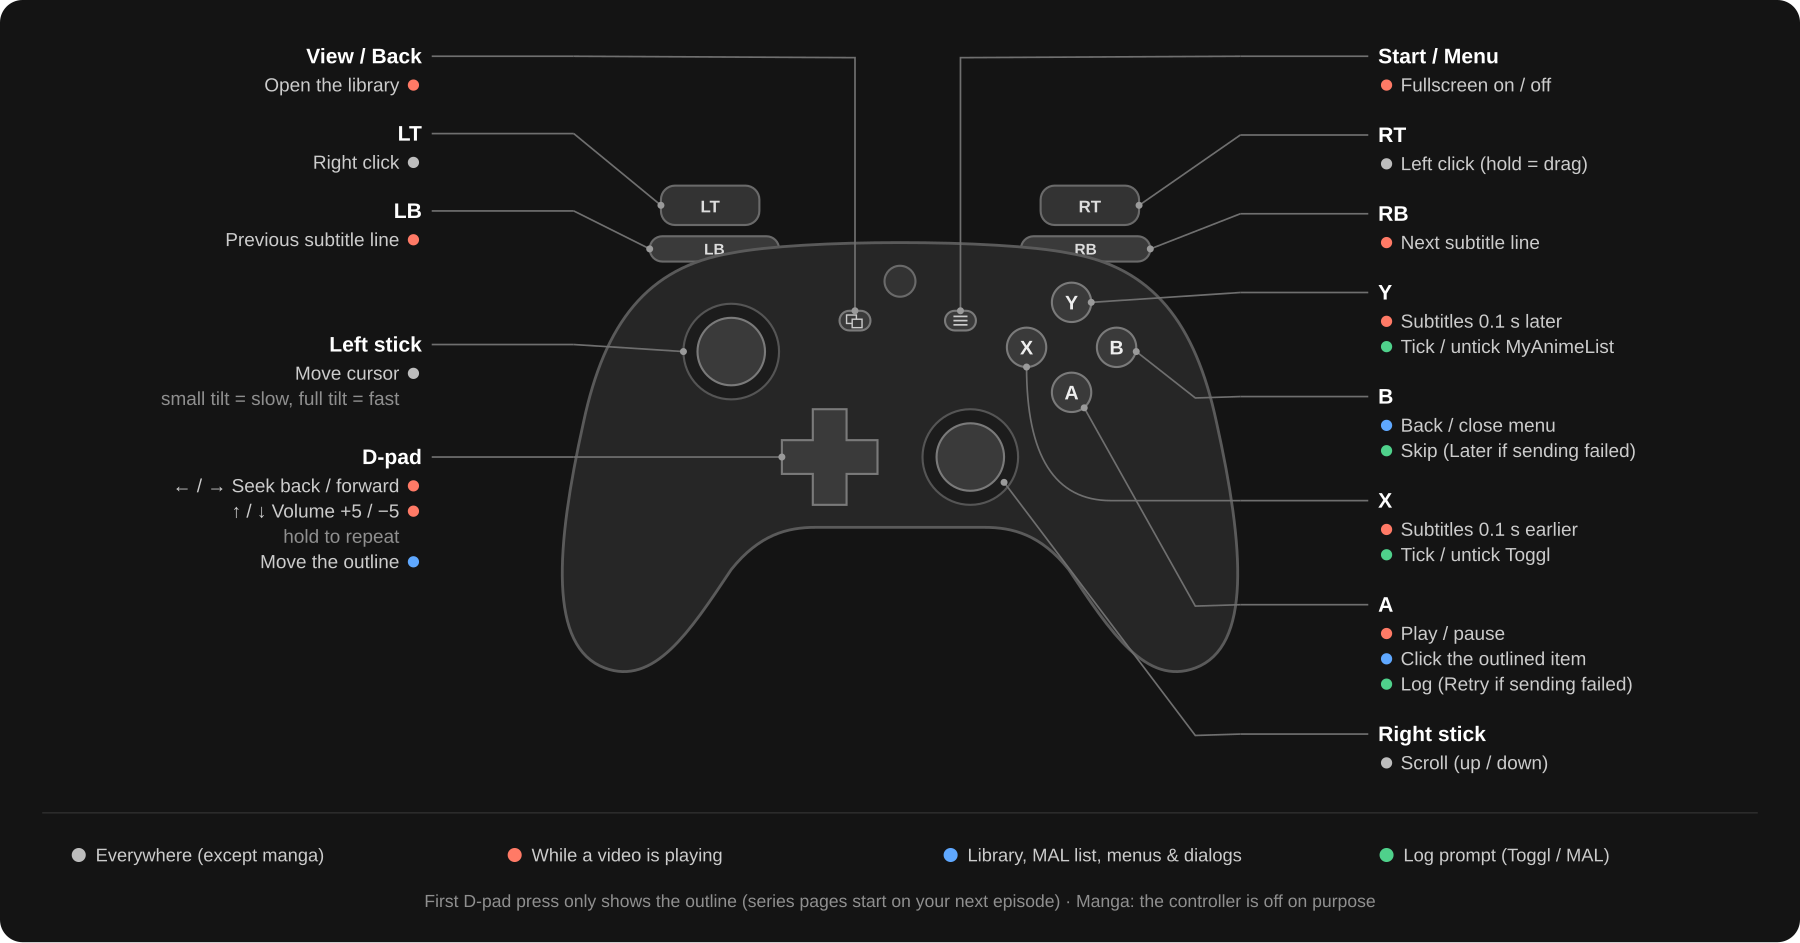 View / Back
Open the library
LT
Right click
LB
Previous subtitle line
Left stick
Move cursor
small tilt = slow, full tilt = fast
D-pad
← / → Seek back / forward
↑ / ↓ Volume +5 / −5
hold to repeat
Move the outline
LT
LB
RT
RB
Y
X
B
A
Start / Menu
Fullscreen on / off
RT
Left click (hold = drag)
RB
Next subtitle line
Y
Subtitles 0.1 s later
Tick / untick MyAnimeList
B
Back / close menu
Skip (Later if sending failed)
X
Subtitles 0.1 s earlier
Tick / untick Toggl
A
Play / pause
Click the outlined item
Log (Retry if sending failed)
Right stick
Scroll (up / down)
Everywhere (except manga)
While a video is playing
Library, MAL list, menus & dialogs
Log prompt (Toggl / MAL)
First D-pad press only shows the outline (series pages start on your next episode) · Manga: the controller is off on purpose